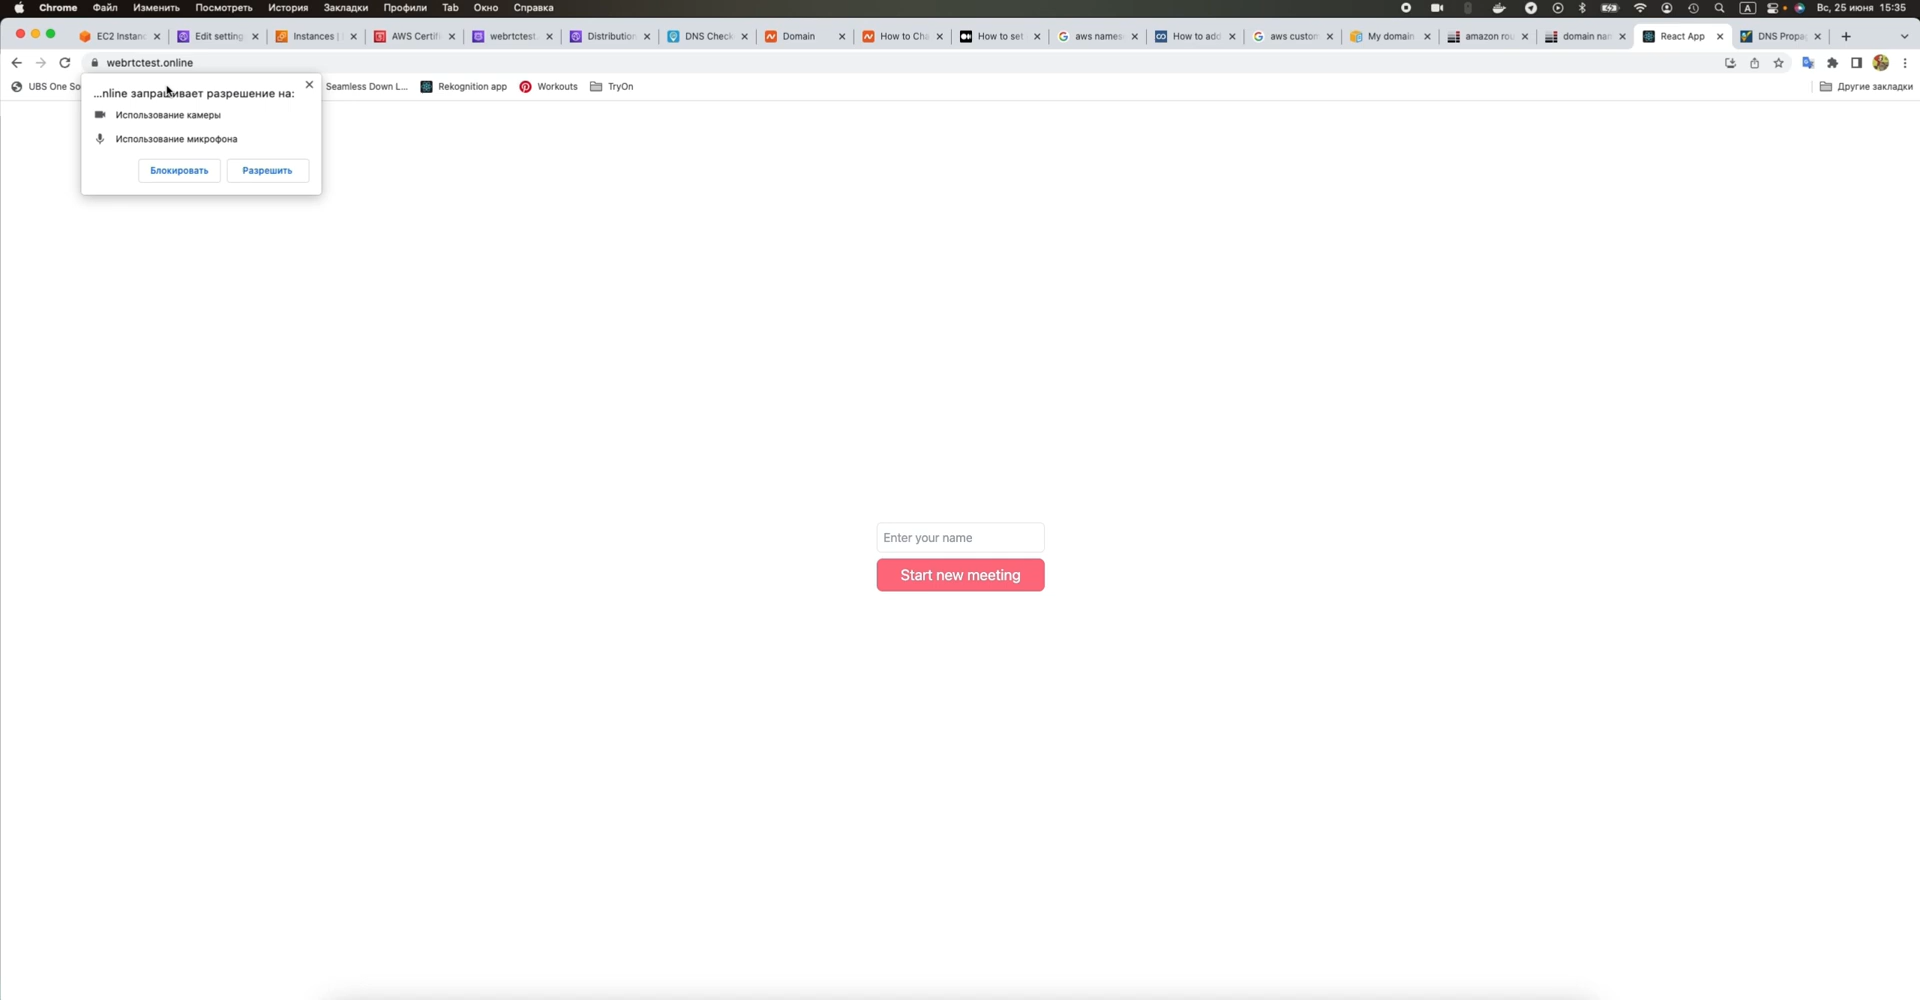 Chrome Файл Изменить Посмотреть История Закладки Профили Tab Окно Справка A Вс, 25 июня 15:35
EC2 Instanc Edit setting Instances | AWS Certifi webrtctest. Distribution DNS Check Domain How to Cha How to set aws names How to add aws custom My domain amazon rou domain nam React App DNS Propa
webrtctest.online
UBS One So Seamless Down L... Rekognition app Workouts TryOn Другие закладки
...nline запрашивает разрешение на:
Использование камеры
Использование микрофона
Блокировать Разрешить
Enter your name
Start new meeting